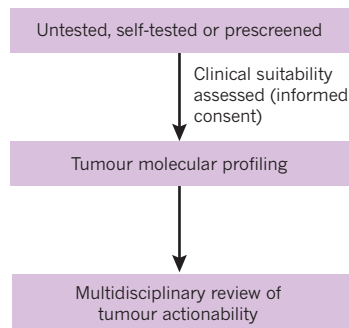 Untested, self-tested or prescreened
Clinical suitability
assessed (informed
consent)
Tumour molecular profiling
Multidisciplinary review of
tumour actionability